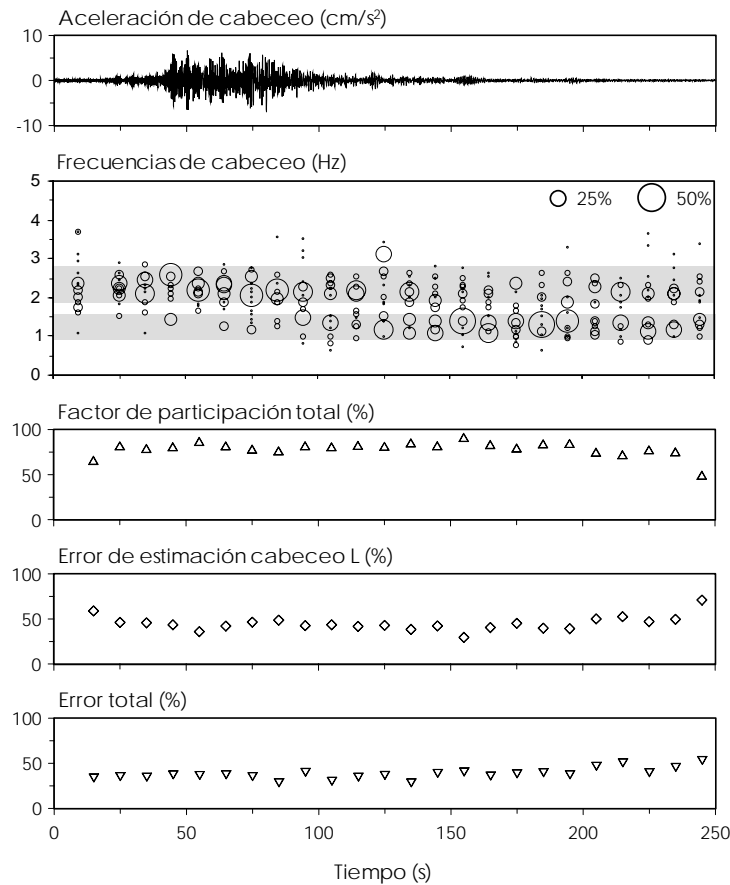 Aceleración de cabeceo (cm/s²)
10
0
-10
Frecuencias de cabeceo (Hz)
5
25%
50%
4
3
2
1
0
Factor de participación total (%)
100
50
0
Error de estimación cabeceo L (%)
100
50
0
Error total (%)
100
50
0
0 50 100 150 200 250
Tiempo (s)